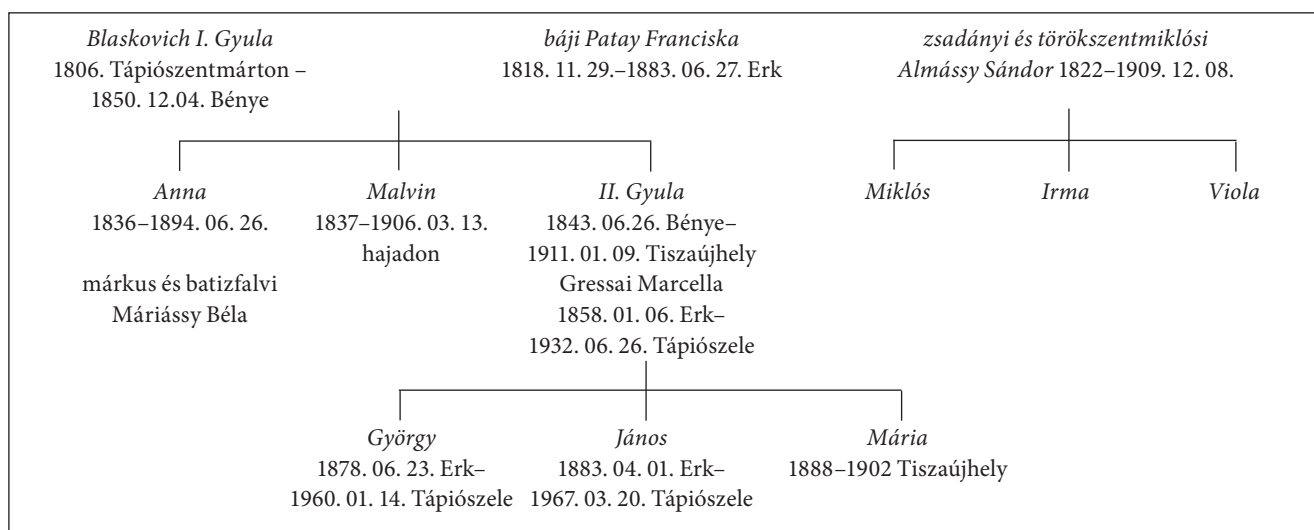 Blaskovich I. Gyula
1806. Tápiószentmárton –
1850. 12.04. Bénye
báji Patay Franciska
1818. 11. 29.–1883. 06. 27. Erk
zsadányi és törökszentmiklósi
Almássy Sándor 1822–1909. 12. 08.
Anna
1836–1894. 06. 26.
márkus és batizfalvi
Máriássy Béla
Malvin
1837–1906. 03. 13.
hajadon
II. Gyula
1843. 06.26. Bénye–
1911. 01. 09. Tiszaújhely
Gressai Marcella
1858. 01. 06. Erk–
1932. 06. 26. Tápiószele
Miklós
Irma
Viola
György
1878. 06. 23. Erk–
1960. 01. 14. Tápiószele
János
1883. 04. 01. Erk–
1967. 03. 20. Tápiószele
Mária
1888–1902 Tiszaújhely